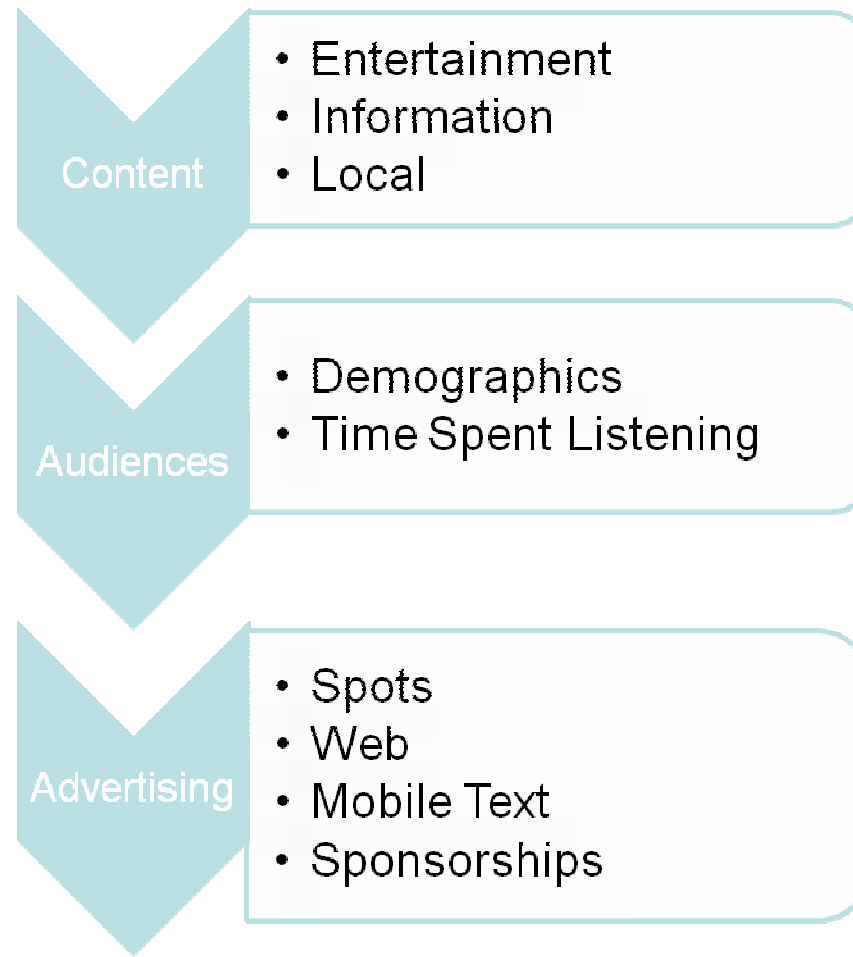 Content
• Entertainment
• Information
• Local
Audiences
• Demographics
• Time Spent Listening
Advertising
• Spots
• Web
• Mobile Text
• Sponsorships